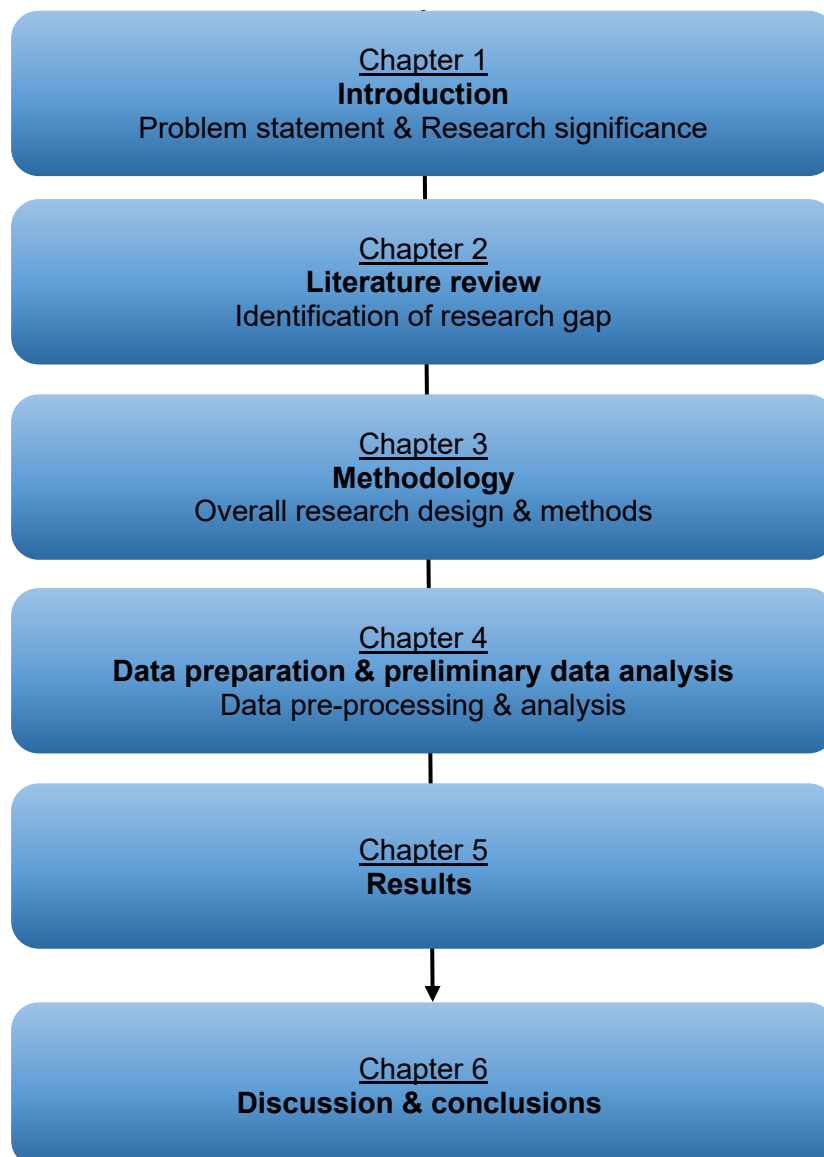 Chapter 1
Introduction
Problem statement & Research significance
Chapter 2
Literature review
Identification of research gap
Chapter 3
Methodology
Overall research design & methods
Chapter 4
Data preparation & preliminary data analysis
Data pre-processing & analysis
Chapter 5
Results
Chapter 6
Discussion & conclusions